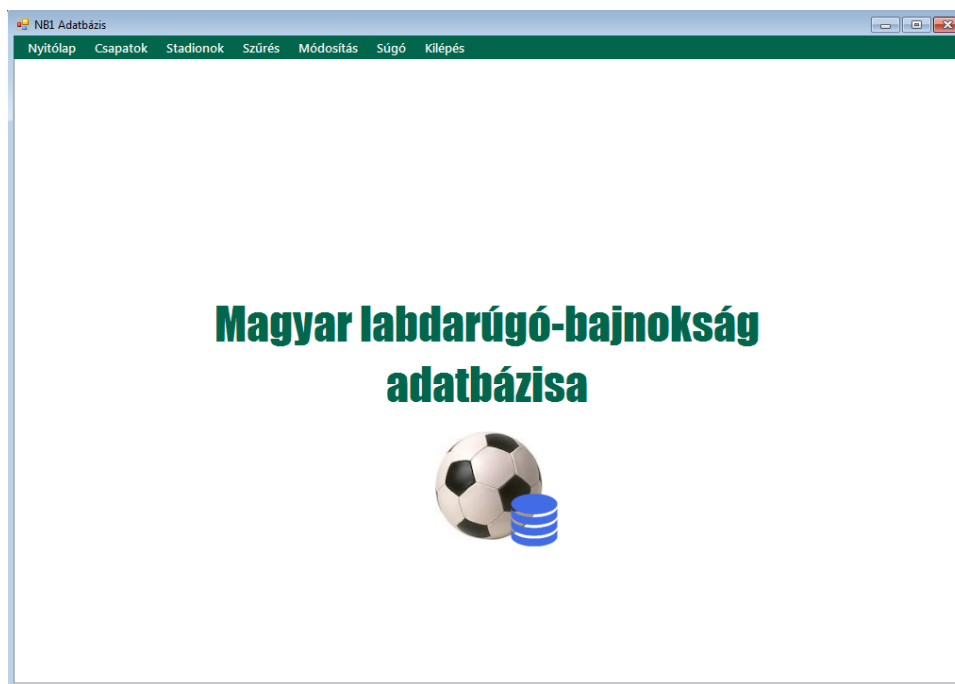 NB1 Adatbázis
Nyitólap Csapatok Stadionok Szűrés Módosítás Súgó Kilépés
Magyar labdarúgó-bajnokság
adatbázisa